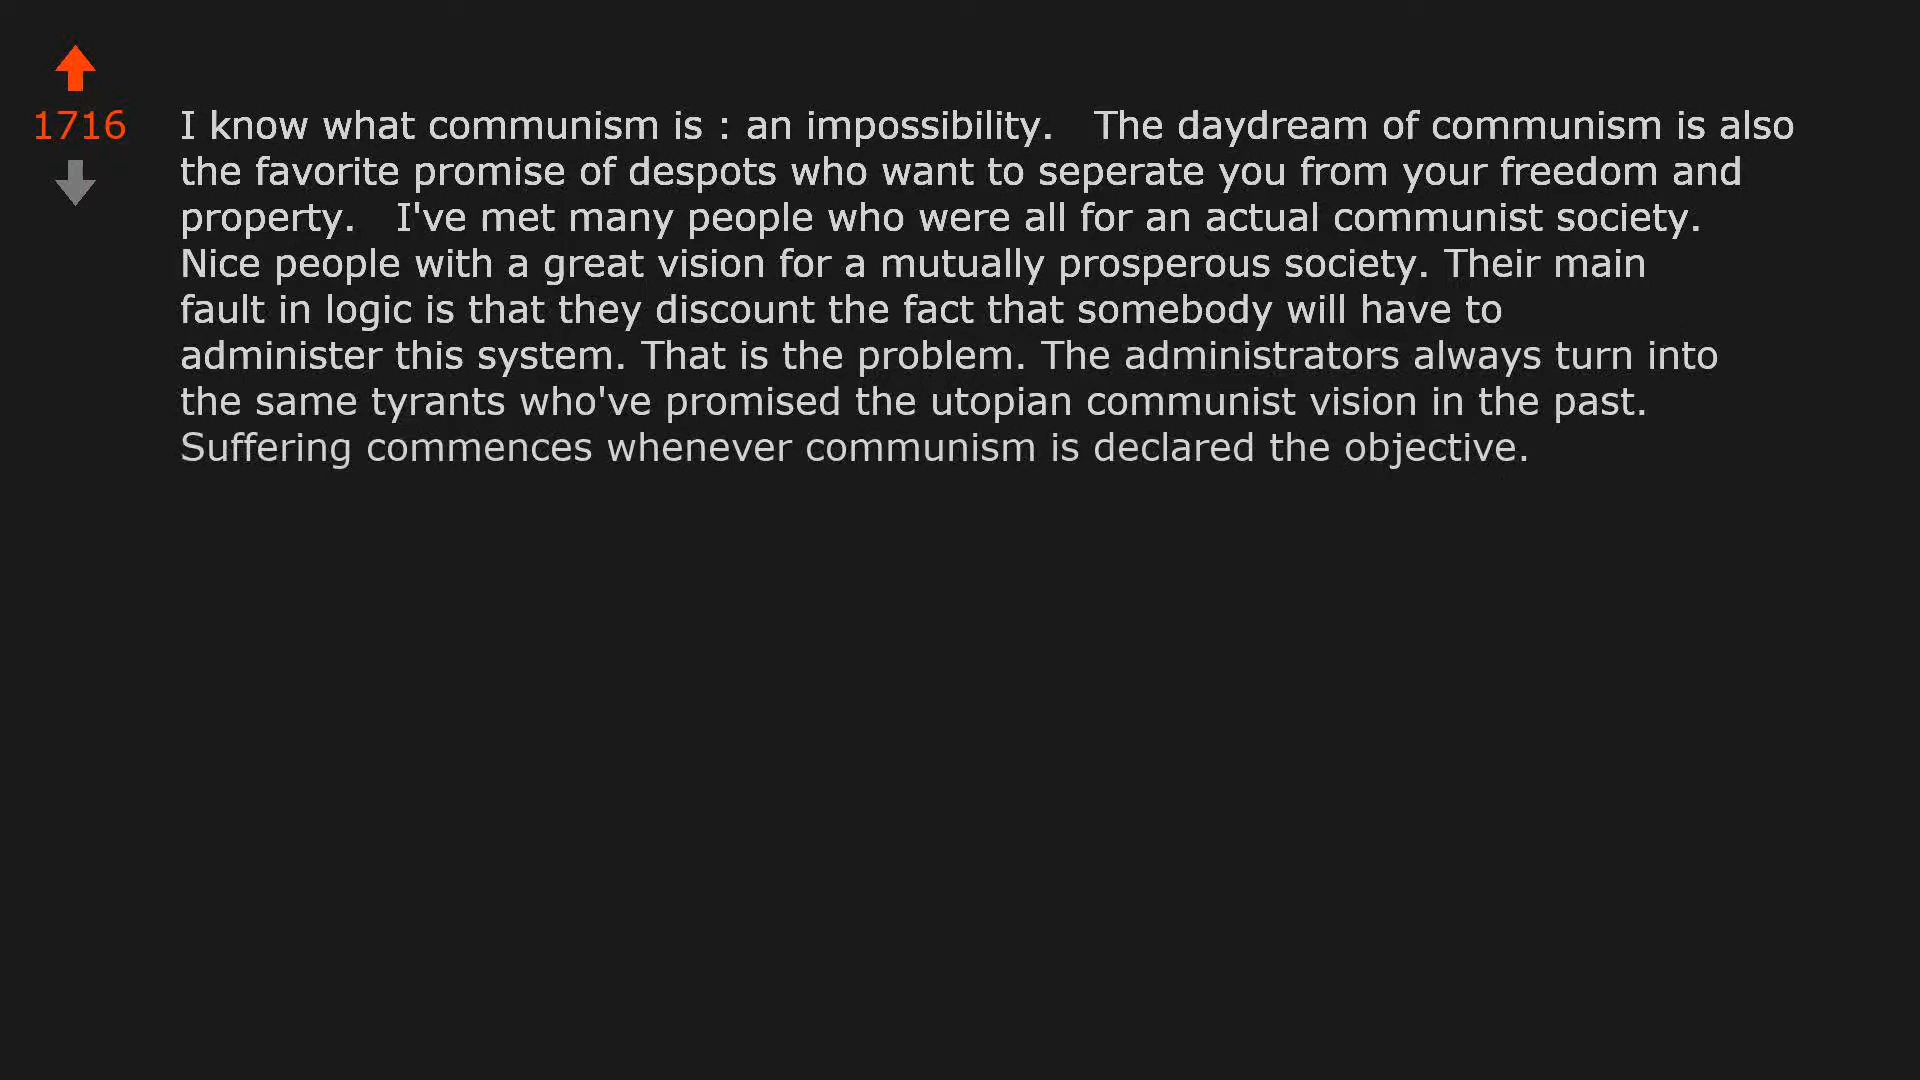 1716
I know what communism is : an impossibility.   The daydream of communism is also
the favorite promise of despots who want to seperate you from your freedom and
property.   I've met many people who were all for an actual communist society.
Nice people with a great vision for a mutually prosperous society. Their main
fault in logic is that they discount the fact that somebody will have to
administer this system. That is the problem. The administrators always turn into
the same tyrants who've promised the utopian communist vision in the past.
Suffering commences whenever communism is declared the objective.